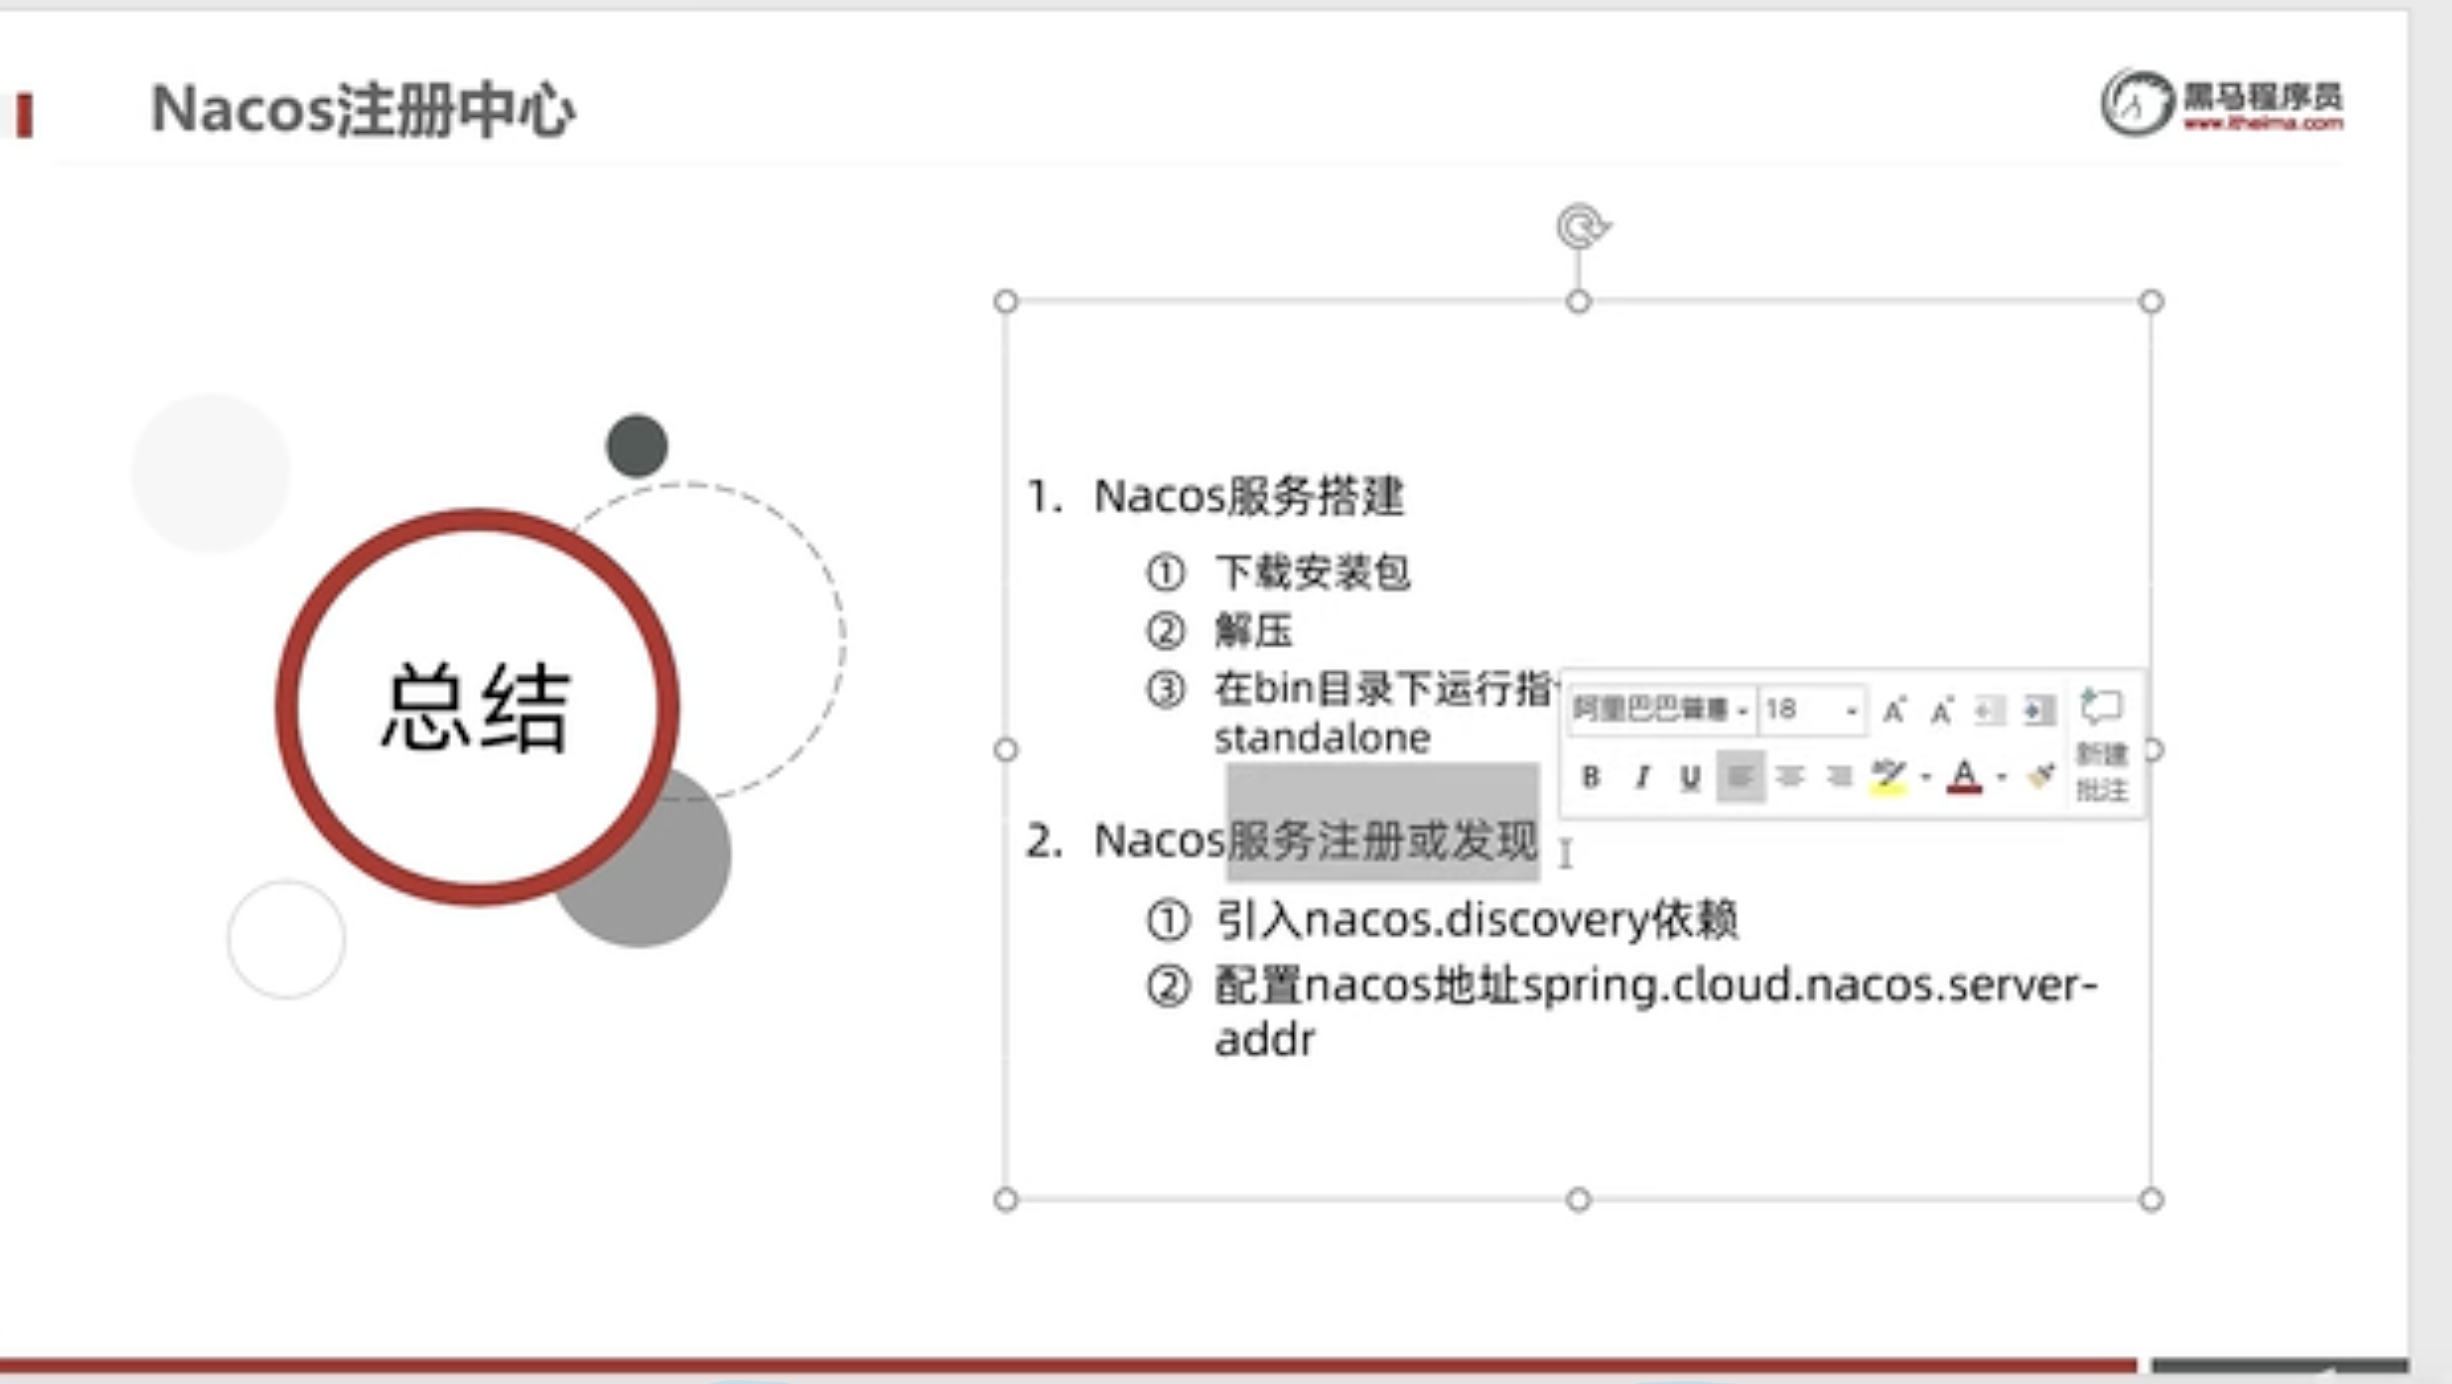 Nacos注册中心
黑马程序员
www.itheima.com
总结
1. Nacos服务搭建
① 下载安装包
② 解压
③ 在bin目录下运行指
standalone
阿里巴巴普惠 18
新建
批注
B I U A
2. Nacos服务注册或发现
① 引入nacos.discovery依赖
② 配置nacos地址spring.cloud.nacos.server-
addr